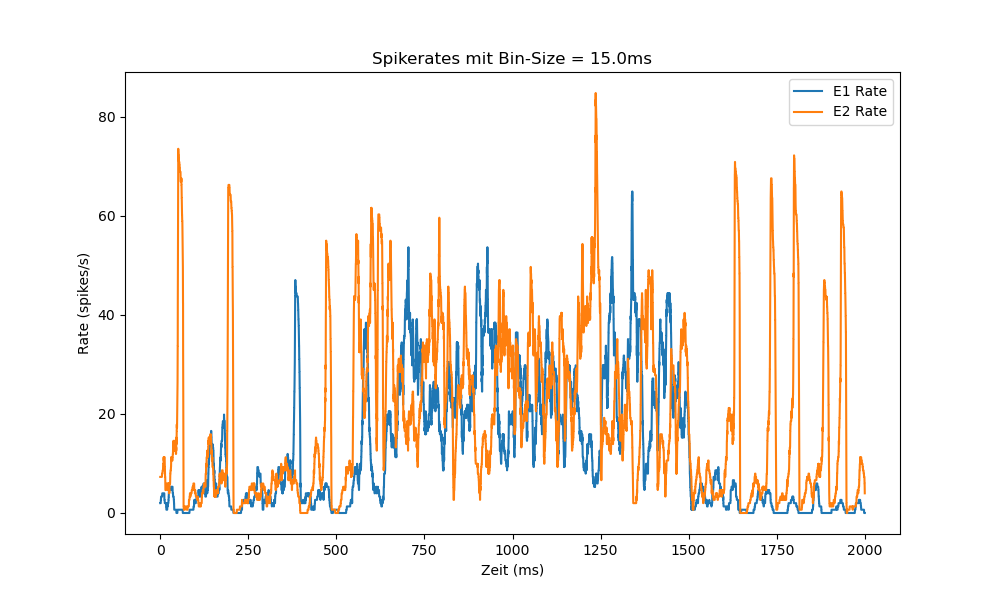 Spikerates mit Bin-Size = 15.0ms
E1 Rate
E2 Rate
80
60
40
20
0
Rate (spikes/s)
0 250 500 750 1000 1250 1500 1750 2000
Zeit (ms)